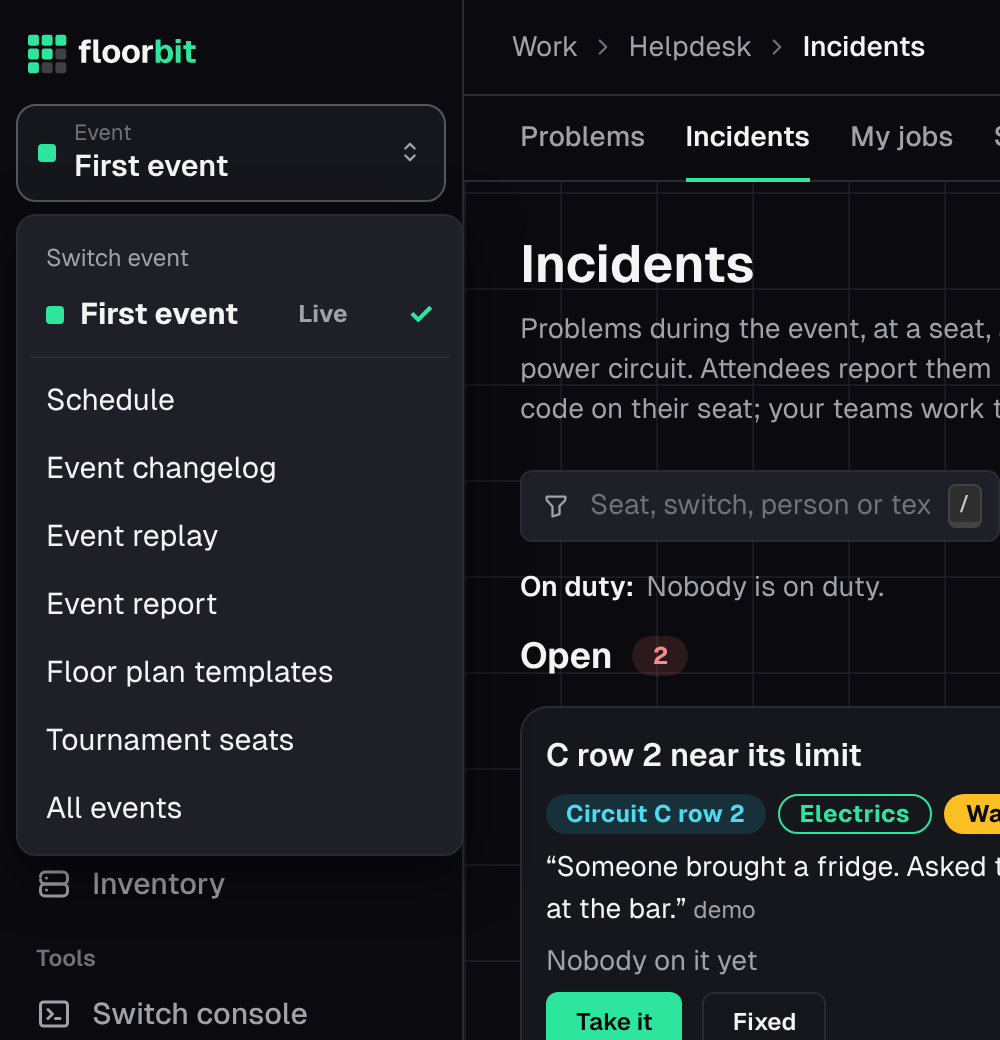 floorbit
Event
First event
Switch event
First event Live
Schedule
Event changelog
Event replay
Event report
Floor plan templates
Tournament seats
All events
Inventory
Tools
Switch console
Work > Helpdesk > Incidents
Problems Incidents My jobs
Incidents
Problems during the event, at a seat,
power circuit. Attendees report them
code on their seat; your teams work t
Seat, switch, person or tex /
On duty: Nobody is on duty.
Open 2
C row 2 near its limit
Circuit C row 2 Electrics Wa
“Someone brought a fridge. Asked t
at the bar.” demo
Nobody on it yet
Take it Fixed